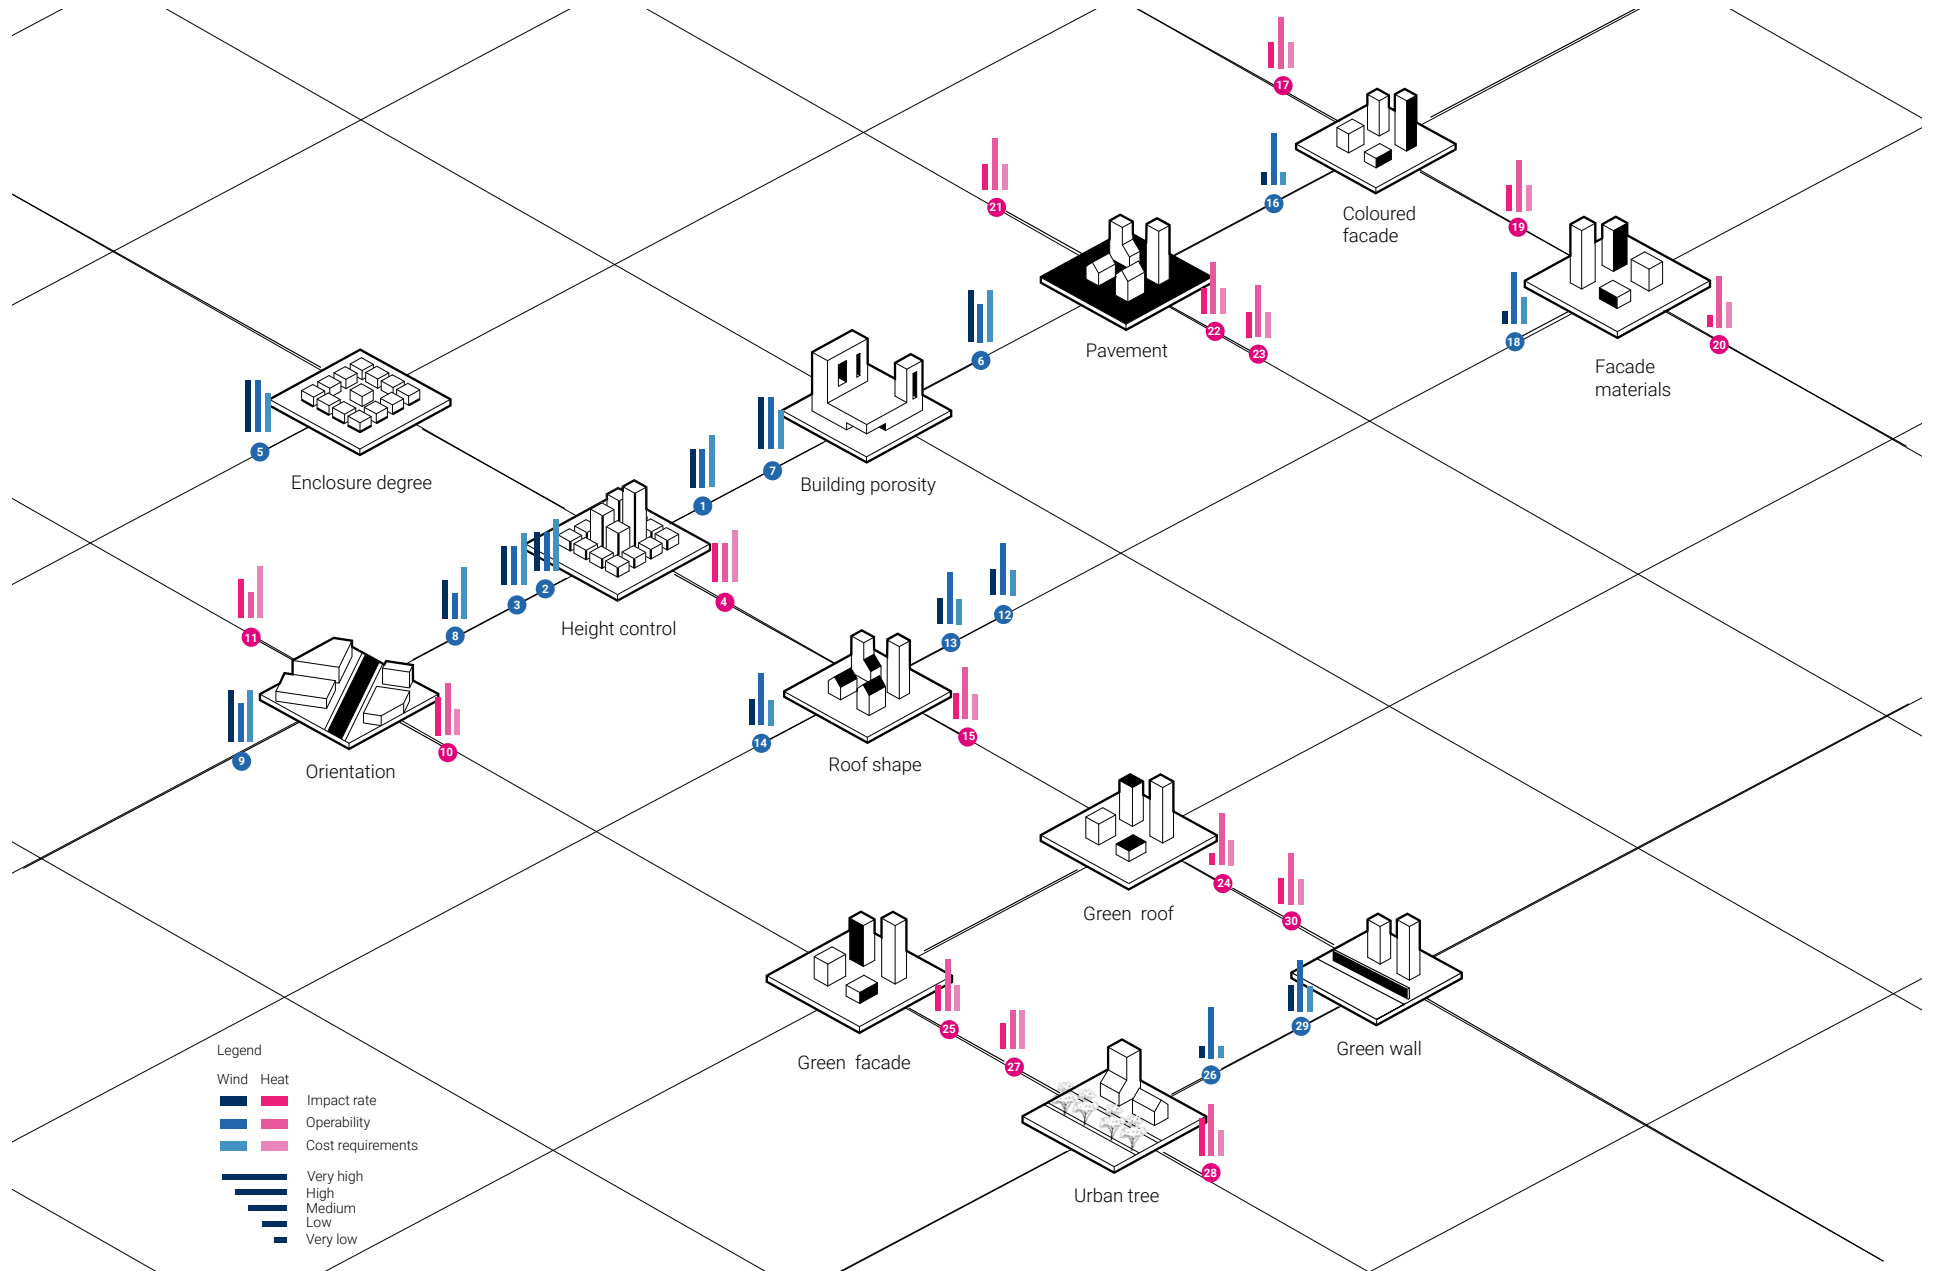 17
16
Coloured
facade
21
19
22
23
18
20
Pavement
Facade
materials
6
5
7
Enclosure degree
Building porosity
1
2
3
4
8
11
12
13
Height control
9
10
14
15
Orientation
Roof shape
24
30
Green  roof
25
29
Green  facade
27
26
Green wall
28
Urban tree
Legend
Wind Heat
Impact rate
Operability
Cost requirements
Very high
High
Medium
Low
Very low